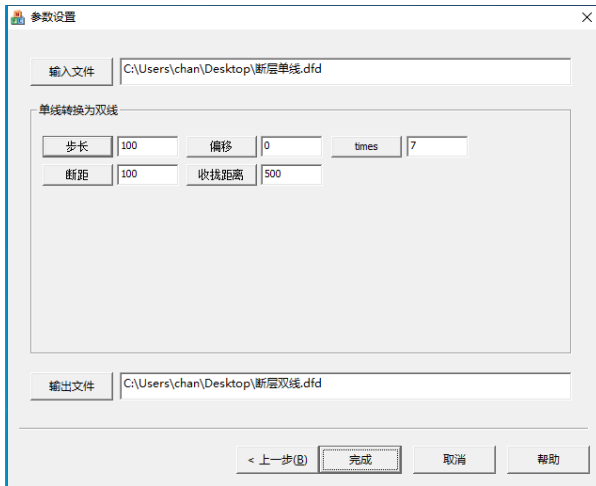 参数设置
输入文件 C:\Users\chan\Desktop\断层单线.dfd
单线转换为双线
步长 100 偏移 0 times 7
断距 100 收找距离 500
输出文件 C:\Users\chan\Desktop\断层双线.dfd
< 上一步(B) 完成 取消 帮助